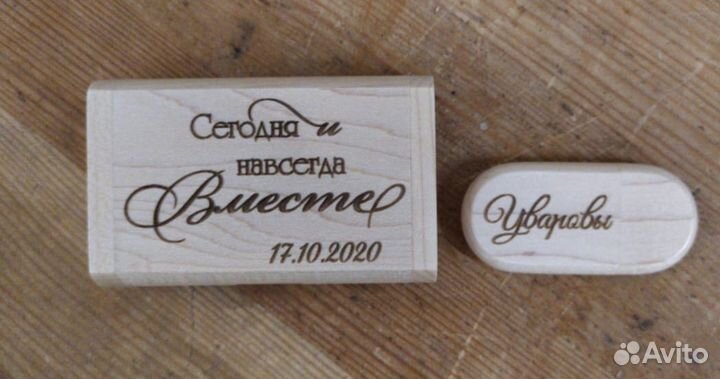 Сегодня и
навсегда
Вместе
17.10.2020
Уваровы
Avito